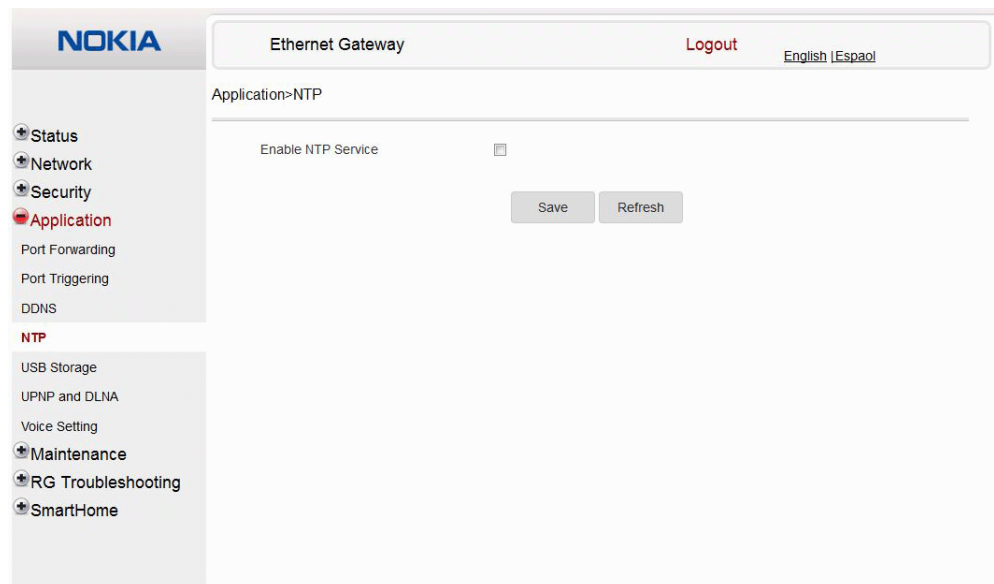 NOKIA
Ethernet Gateway
Logout
English |Espaol
Application>NTP
Status
Network
Security
Application
Port Forwarding
Port Triggering
DDNS
NTP
USB Storage
UPNP and DLNA
Voice Setting
Maintenance
RG Troubleshooting
SmartHome
Enable NTP Service
Save
Refresh